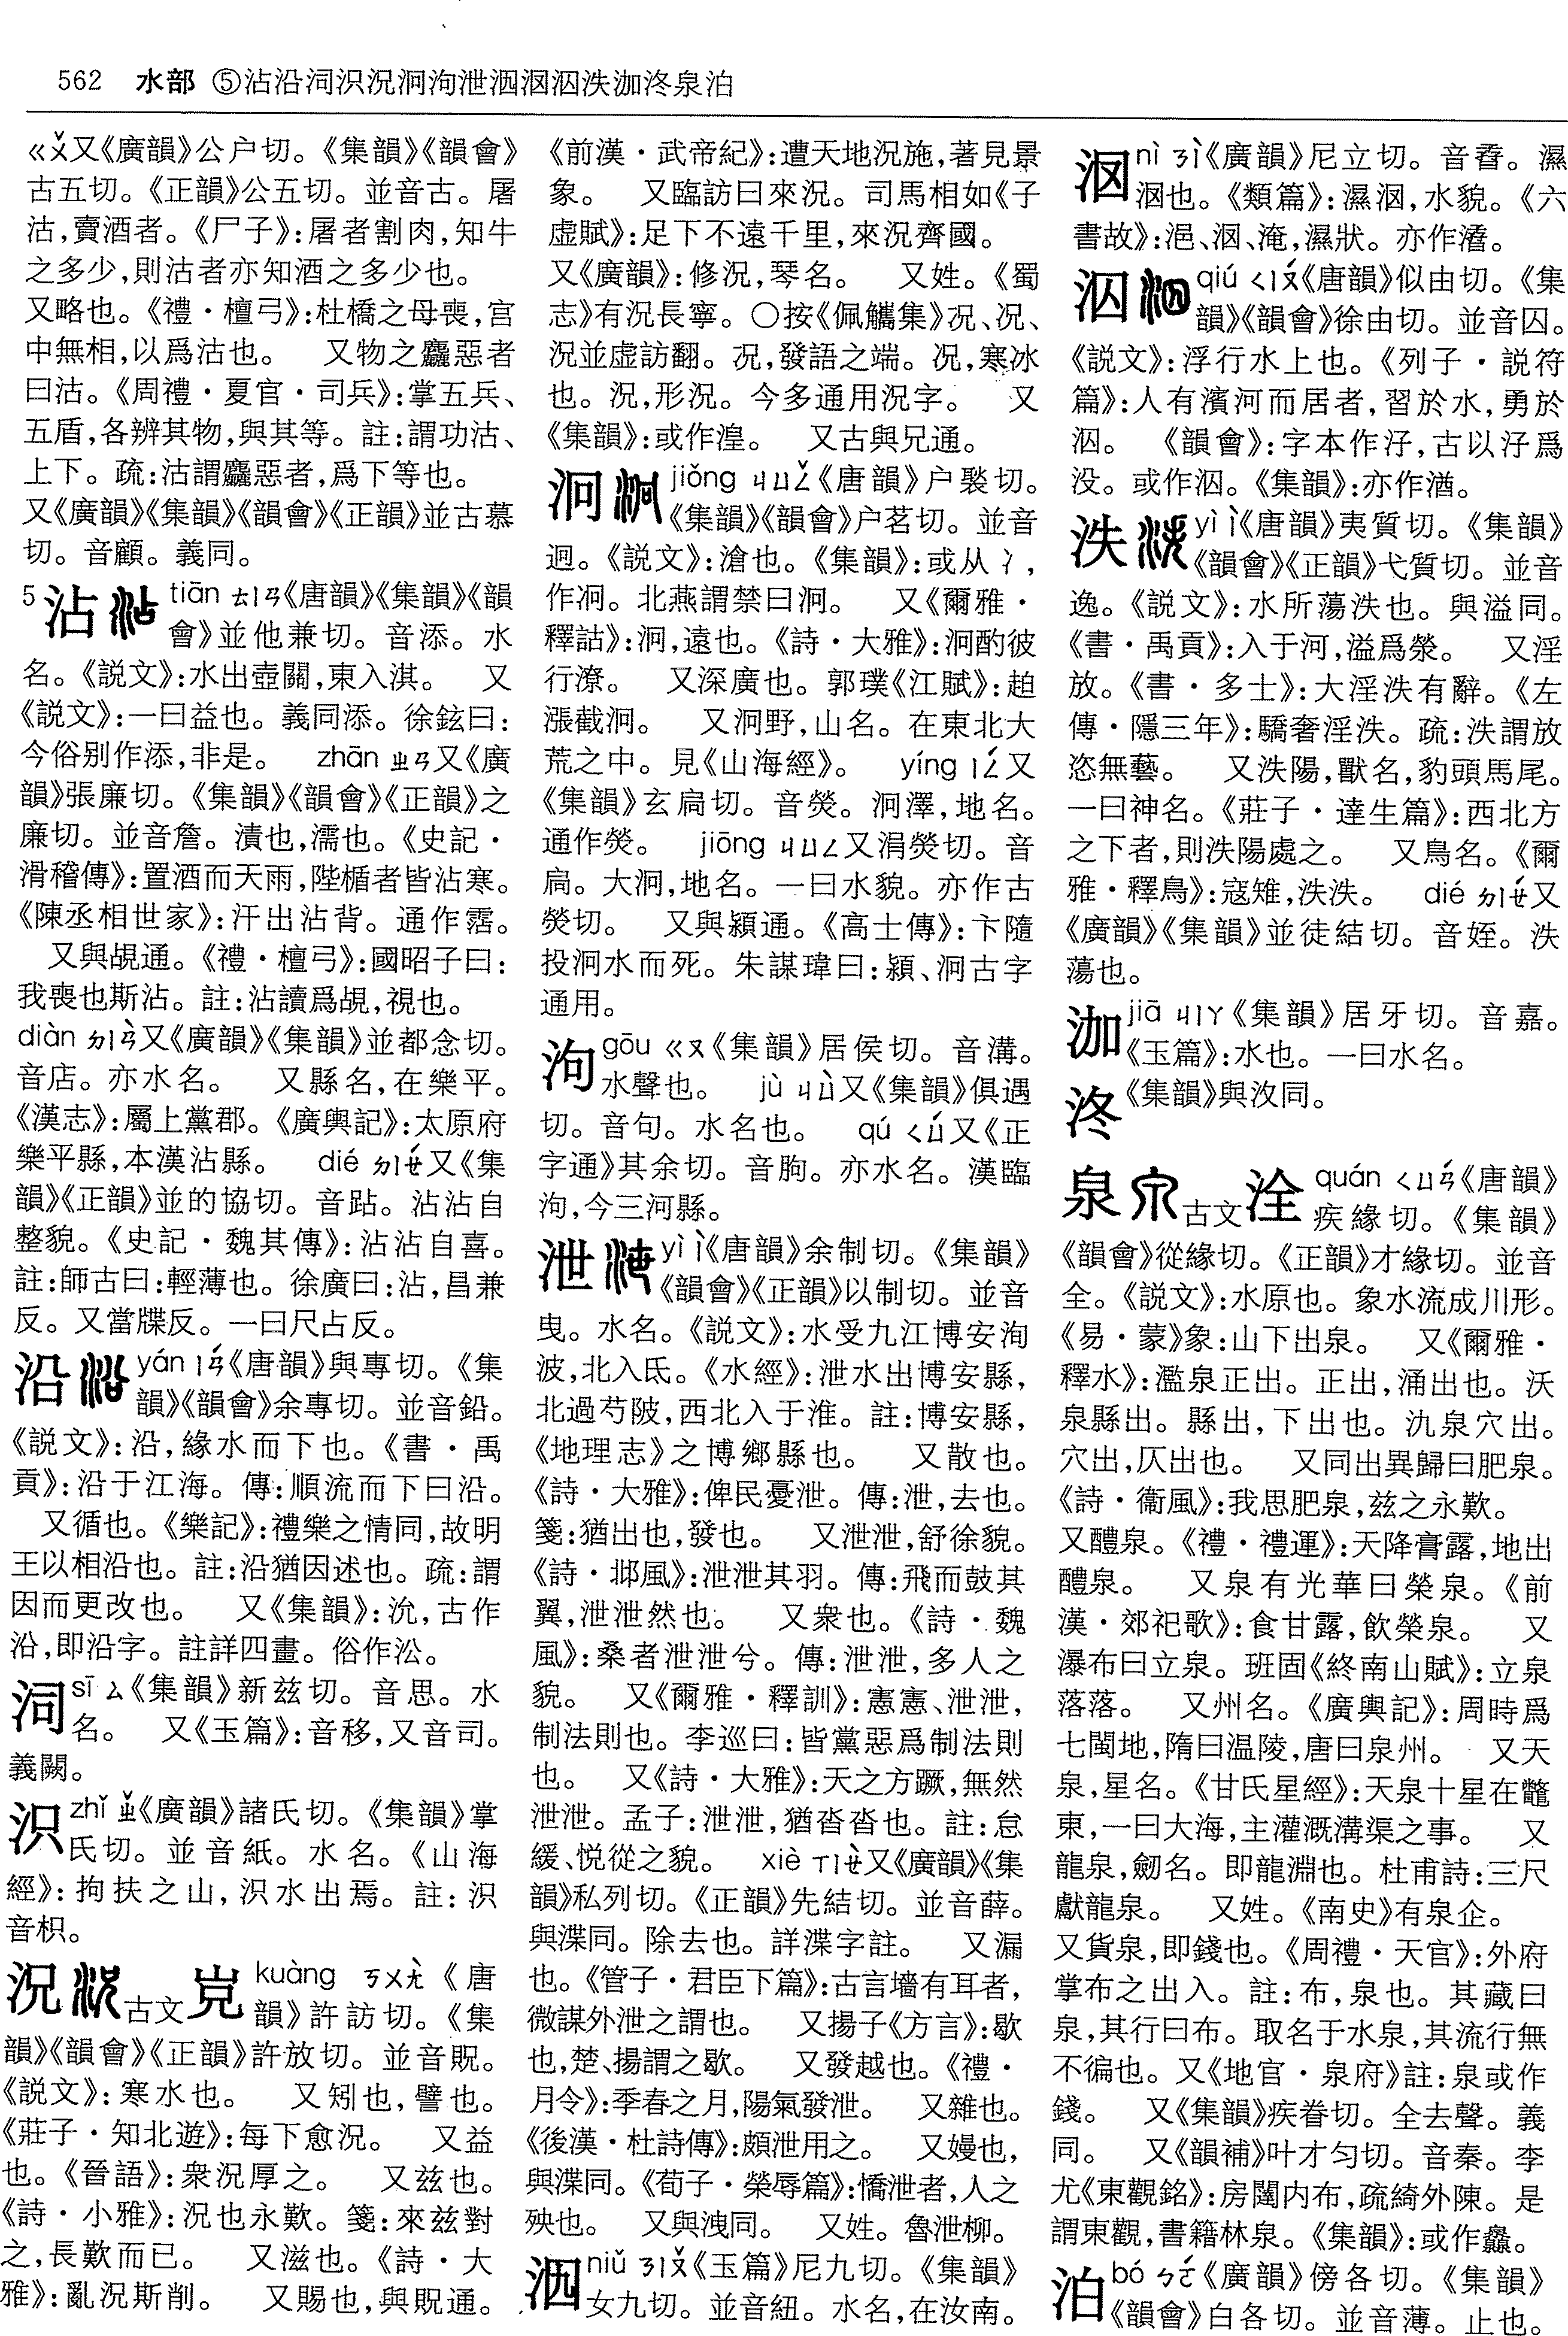 562 水部 ⑤沾沿泀沢況泂泃泄泗洇泅泆泇泈泉泊
ㄍㄨˇ又《廣韻》公户切。《集韻》《韻會》
古五切。《正韻》公五切。並音古。屠
沽,賣酒者。《尸子》:屠者割肉,知牛
之多少,則沽者亦知酒之多少也。
又略也。《禮·檀弓》:杜橋之母喪,宫
中無相,以爲沽也。 又物之麤惡者
曰沽。《周禮·夏官·司兵》:掌五兵、
五盾,各辨其物,與其等。註:謂功沽、
上下。疏:沽謂麤惡者,爲下等也。
又《廣韻》《集韻》《韻會》《正韻》並古慕
切。音顧。義同。
5沾 tiān ㄊㄧㄢ《唐韻》《集韻》《韻
會》並他兼切。音添。水
名。《説文》:水出壺關,東入淇。 又
《説文》:一曰益也。義同添。徐鉉曰:
今俗别作添,非是。 zhān ㄓㄢ又《廣
韻》張廉切。《集韻》《韻會》《正韻》之
廉切。並音詹。漬也,濡也。《史記·
滑稽傳》:置酒而天雨,陛楯者皆沾寒。
《陳丞相世家》:汗出沾背。通作霑。
又與覘通。《禮·檀弓》:國昭子曰:
我喪也斯沾。註:沾讀爲覘,視也。
diàn ㄉㄧㄢˋ又《廣韻》《集韻》並都念切。
音店。亦水名。 又縣名,在樂平。
《漢志》:屬上黨郡。《廣輿記》:太原府
樂平縣,本漢沾縣。 dié ㄉㄧㄝˊ又《集
韻》《正韻》並的協切。音跕。沾沾自
整貌。《史記·魏其傳》:沾沾自喜。
註:師古曰:輕薄也。徐廣曰:沾,昌兼
反。又當牒反。一曰尺占反。
沿 yán ㄧㄢˊ《唐韻》與專切。《集
韻》《韻會》余專切。並音鉛。
《説文》:沿,緣水而下也。《書·禹
貢》:沿于江海。傳:順流而下曰沿。
又循也。《樂記》:禮樂之情同,故明
王以相沿也。註:沿猶因述也。疏:謂
因而更改也。 又《集韻》:沇,古作
沿,即沿字。註詳四畫。俗作㳂。
泀 sī ㄙ《集韻》新兹切。音思。水
名。 又《玉篇》:音移,又音司。
義闕。
沢 zhǐ ㄓˇ《廣韻》諸氏切。《集韻》掌
氏切。並音紙。水名。《山海
經》:拘扶之山,㳅水出焉。註:
音枳。
況 古文 kuàng ㄎㄨㄤˋ《唐
韻》許訪切。《集
韻》《韻會》《正韻》許放切。並音貺。
《説文》:寒水也。 又矧也,譬也。
《莊子·知北遊》:每下愈況。 又益
也。《晉語》:衆況厚之。 又兹也。
《詩·小雅》:況也永歎。箋:來兹對
之,長歎而已。 又滋也。《詩·大
雅》:亂況斯削。 又賜也,與貺通。
《前漢·武帝紀》:遭天地況施,著見景
象。 又臨訪曰來況。司馬相如《子
虚賦》:足下不遠千里,來況齊國。
又《廣韻》:修況,琴名。 又姓。《蜀
志》有況長寧。○按《佩觿集》况、况、
況並虚訪翻。况,發語之端。况,寒冰
也。況,形況。今多通用況字。 又
《集韻》:或作湟。 又古與兄通。
泂 jiǒng ㄐㄩㄥˇ《唐韻》户褧切。
《集韻》《韻會》户茗切。並音
迥。《説文》:滄也。《集韻》:或从冫,
作冋。北燕謂禁曰泂。 又《爾雅·
釋詁》:泂,遠也。《詩·大雅》:泂酌彼
行潦。 又深廣也。郭璞《江賦》:趙
漲截泂。 又泂野,山名。在東北大
荒之中。見《山海經》。 yíng ㄧㄥˊ又
《集韻》玄扃切。音熒。泂澤,地名。
通作熒。 jiōng ㄐㄩㄥ又涓熒切。音
扃。大泂,地名。一曰水貌。亦作古
熒切。 又與潁通。《高士傳》:卞隨
投泂水而死。朱謀㙔曰:潁、泂古字
通用。
泃 gōu ㄍㄡ《集韻》居侯切。音溝。
水聲也。 jù ㄐㄩˋ又《集韻》俱遇
切。音句。水名也。 qú ㄑㄩˊ又《正
字通》其余切。音胊。亦水名。漢臨
泃,今三河縣。
泄 yì ㄧˋ《唐韻》余制切。《集韻》
《韻會》《正韻》以制切。並音
曳。水名。《説文》:水受九江博安洵
波,北入氐。《水經》:泄水出博安縣,
北過芍陂,西北入于淮。註:博安縣,
《地理志》之博鄉縣也。 又散也。
《詩·大雅》:俾民憂泄。傳:泄,去也。
箋:猶出也,發也。 又泄泄,舒徐貌。
《詩·邶風》:泄泄其羽。傳:飛而鼓其
翼,泄泄然也。 又衆也。《詩·魏
風》:桑者泄泄兮。傳:泄泄,多人之
貌。 又《爾雅·釋訓》:憲憲、泄泄,
制法則也。李巡曰:皆黨惡爲制法則
也。 又《詩·大雅》:天之方蹶,無然
泄泄。孟子:泄泄,猶沓沓也。註:怠
緩、悦從之貌。 xiè ㄒㄧㄝˋ又《廣韻》《集
韻》私列切。《正韻》先結切。並音薛。
與渫同。除去也。詳渫字註。 又漏
也。《管子·君臣下篇》:古言墻有耳者,
微謀外泄之謂也。 又揚子《方言》:歇
也,楚、揚謂之歇。 又發越也。《禮·
月令》:季春之月,陽氣發泄。 又雜也。
《後漢·杜詩傳》:頗泄用之。 又嫚也,
與渫同。《荀子·榮辱篇》:憍泄者,人之
殃也。 又與洩同。 又姓。魯泄柳。
niǔ ㄋㄧㄡˇ《玉篇》尼九切。《集韻》
女九切。並音紐。水名,在汝南。
nì ㄋㄧˋ《廣韻》尼立切。音孴。濕
㲽也。《類篇》:濕㲽,水貌。《六
書故》:浥、㲽、淹,濕狀。亦作㵫。
泅 qiú ㄑㄧㄡˊ《唐韻》似由切。《集
韻》《韻會》徐由切。並音囚。
《説文》:浮行水上也。《列子·説符
篇》:人有濱河而居者,習於水,勇於
泅。 《韻會》:字本作汓,古以汓爲
没。或作泅。《集韻》:亦作㴒。
泆 yì ㄧˋ《唐韻》夷質切。《集韻》
《韻會》《正韻》弋質切。並音
逸。《説文》:水所蕩泆也。與溢同。
《書·禹貢》:入于河,溢爲滎。 又淫
放。《書·多士》:大淫泆有辭。《左
傳·隱三年》:驕奢淫泆。疏:泆謂放
恣無藝。 又泆陽,獸名,豹頭馬尾。
一曰神名。《莊子·達生篇》:西北方
之下者,則泆陽處之。 又鳥名。《爾
雅·釋鳥》:寇雉,泆泆。 dié ㄉㄧㄝˊ又
《廣韻》《集韻》並徒結切。音姪。泆
蕩也。
泇 jiā ㄐㄧㄚ《集韻》居牙切。音嘉。
《玉篇》:水也。一曰水名。
泈 《集韻》與汷同。
泉 古文洤 quán ㄑㄩㄢˊ《唐韻》
疾緣切。《集韻》
《韻會》從緣切。《正韻》才緣切。並音
全。《説文》:水原也。象水流成川形。
《易·蒙》象:山下出泉。 又《爾雅·
釋水》:濫泉正出。正出,涌出也。沃
泉縣出。縣出,下出也。氿泉穴出。
穴出,仄出也。 又同出異歸曰肥泉。
《詩·衞風》:我思肥泉,兹之永歎。
又醴泉。《禮·禮運》:天降膏露,地出
醴泉。 又泉有光華曰榮泉。《前
漢·郊祀歌》:食甘露,飲榮泉。 又
瀑布曰立泉。班固《終南山賦》:立泉
落落。 又州名。《廣輿記》:周時爲
七閩地,隋曰温陵,唐曰泉州。 又天
泉,星名。《甘氏星經》:天泉十星在鼈
東,一曰大海,主灌溉溝渠之事。 又
龍泉,劒名。即龍淵也。杜甫詩:三尺
獻龍泉。 又姓。《南史》有泉企。
又貨泉,即錢也。《周禮·天官》:外府
掌布之出入。註:布,泉也。其藏曰
泉,其行曰布。取名于水泉,其流行無
不徧也。又《地官·泉府》註:泉或作
錢。 又《集韻》疾眷切。全去聲。義
同。 又《韻補》叶才匀切。音秦。李
尤《東觀銘》:房闥内布,疏綺外陳。是
謂東觀,書籍林泉。《集韻》:或作灥。
泊 bó ㄅㄛˊ《廣韻》傍各切。《集韻》
《韻會》白各切。並音薄。止也。